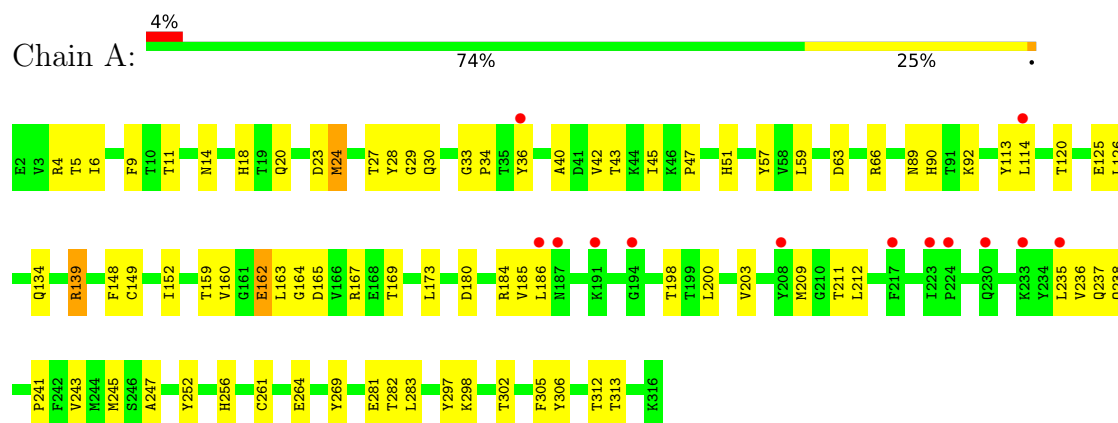 4%
Chain A:
74% 25% •
E2 V3 R4 T5 I6 F9 T10 T11 N14 H18 T19 Q20 D23 M24 T27 Y28 G29 Q30 G33 P34 T35 Y36 A40 D41 V42 T43 K44 I45 K46 P47 H51 Y57 V58 L59 D63 R66 N89 H90 T91 K92 Y113 L114 T120 E125 L126
Q134 R139 F148 C149 I152 T159 V160 G161 E162 L163 G164 D165 V166 R167 E168 T169 L173 D180 R184 V185 L186 N187 K191 G194 T198 T199 L200 V203 Y208 M209 G210 T211 L212 F217 I223 P224 Q230 K233 Y234 L235 V236 Q237 P238
P241 F242 V243 M244 M245 S246 A247 Y252 H256 C261 E264 Y269 E281 T282 L283 Y297 K298 T302 F305 Y306 T312 T313 K316